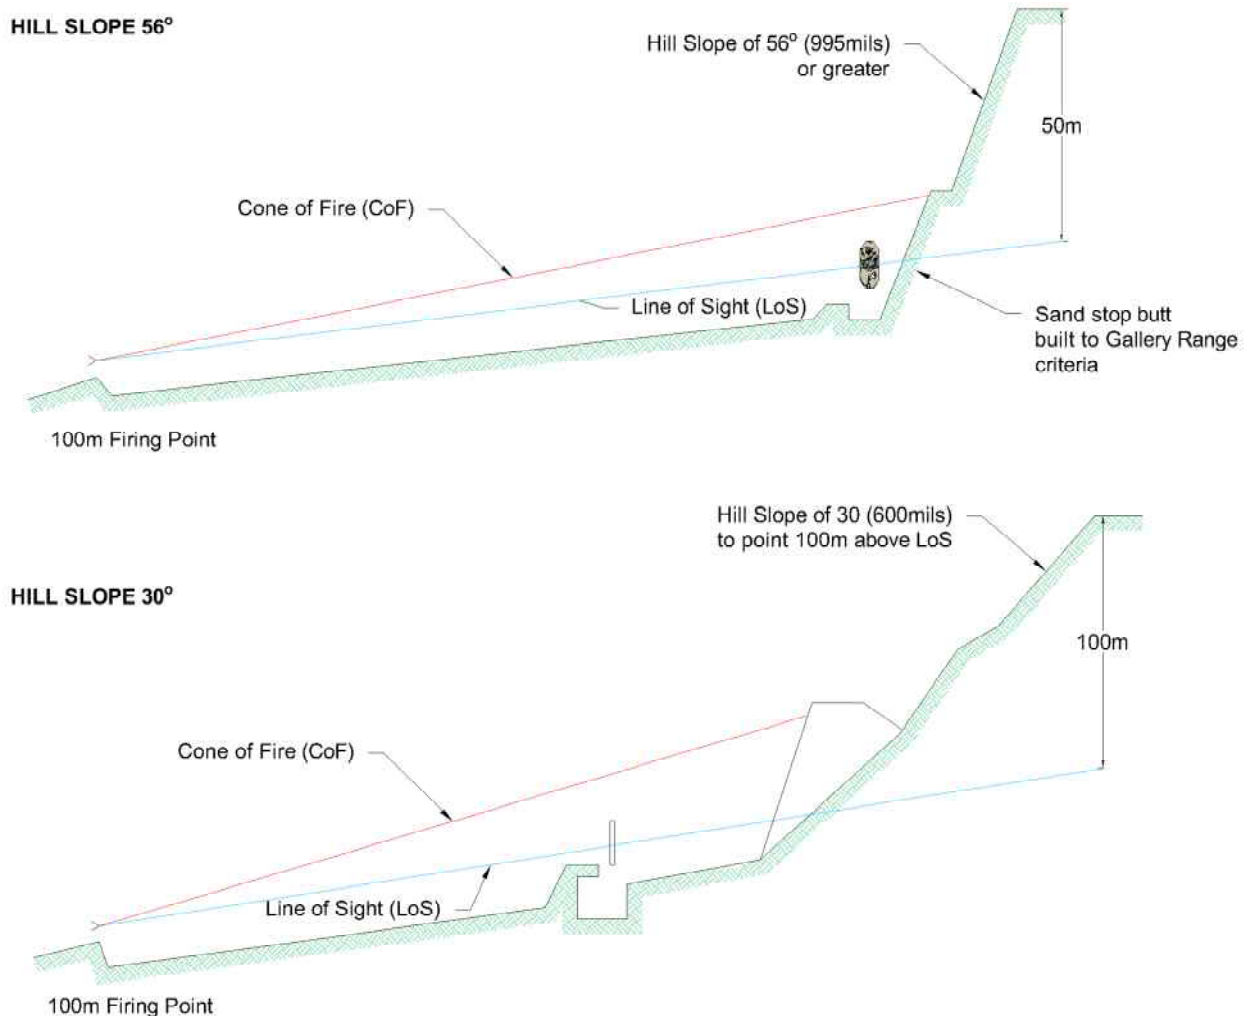 HILL SLOPE 56°
Hill Slope of 56° (995mils)
or greater
50m
Cone of Fire (CoF)
Line of Sight (LoS)
Sand stop butt
built to Gallery Range
criteria
100m Firing Point
Hill Slope of 30 (600mils)
to point 100m above LoS
HILL SLOPE 30°
100m
Cone of Fire (CoF)
Line of Sight (LoS)
100m Firing Point